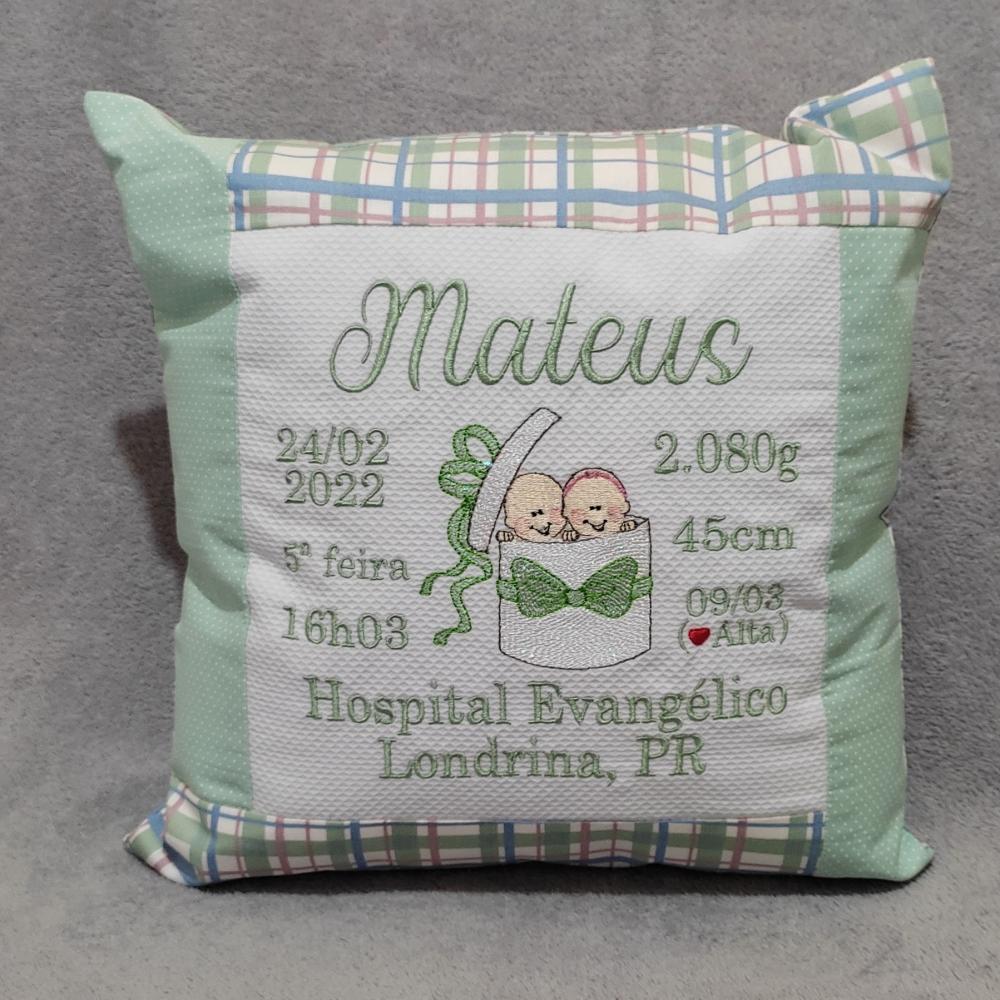 Mateus
24/02
2022
5ª feira
16h03
2.080g
45cm
09/03
(❤Alta)
Hospital Evangélico
Londrina, PR